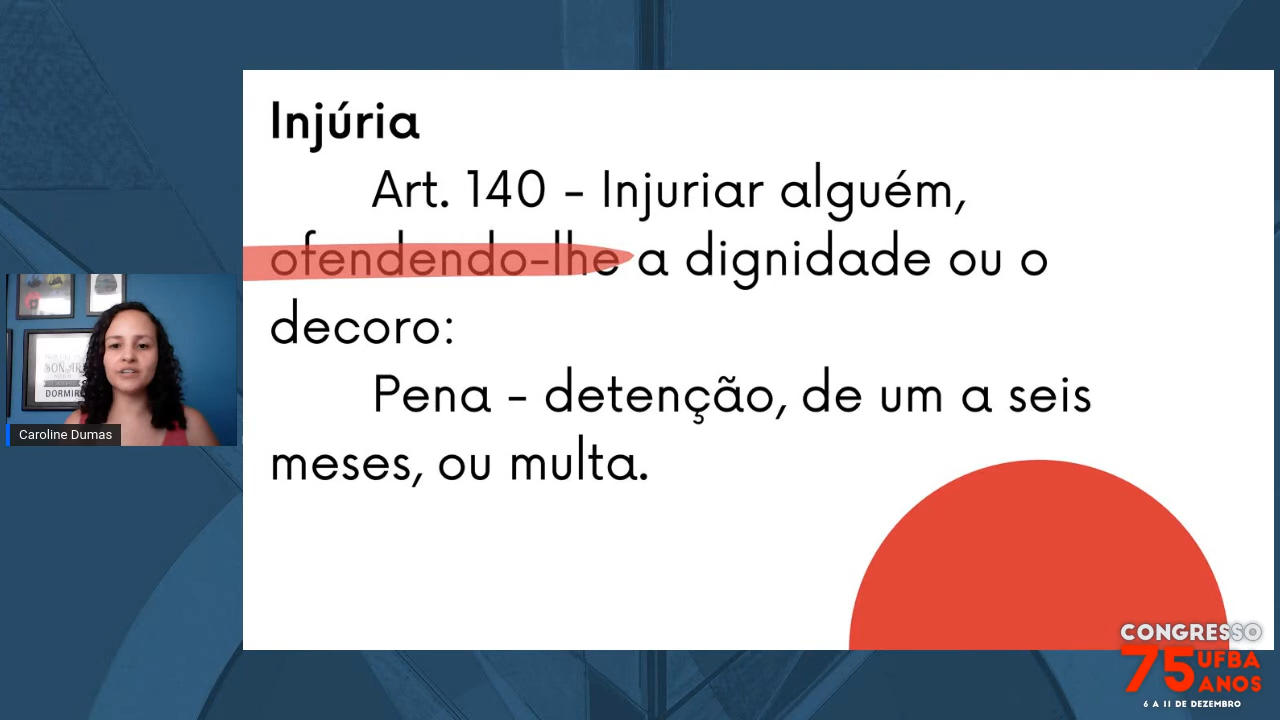 Injúria
Art. 140 - Injuriar alguém,
ofendendo-lhe a dignidade ou o
decoro:
Pena - detenção, de um a seis
meses, ou multa.
DORMIR
Caroline Dumas
CONGRESSO
75 UFBA
ANOS
6 A 11 DE DEZEMBRO